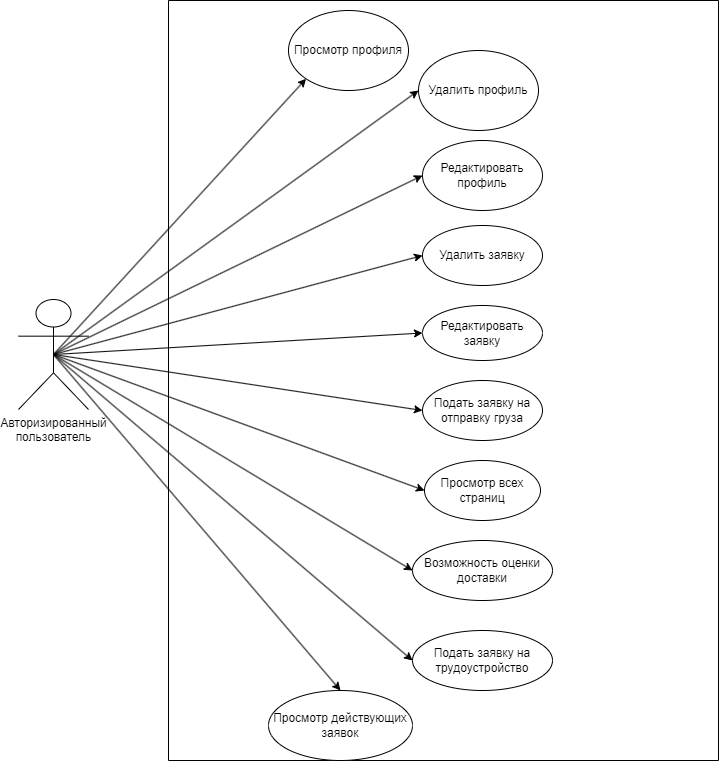 Просмотр профиля
Удалить профиль
Редактировать
профиль
Удалить заявку
Редактировать
заявку
Авторизированный
пользователь
Подать заявку на
отправку груза
Просмотр всех
страниц
Возможность оценки
доставки
Подать заявку на
трудоустройство
Просмотр действующих
заявок